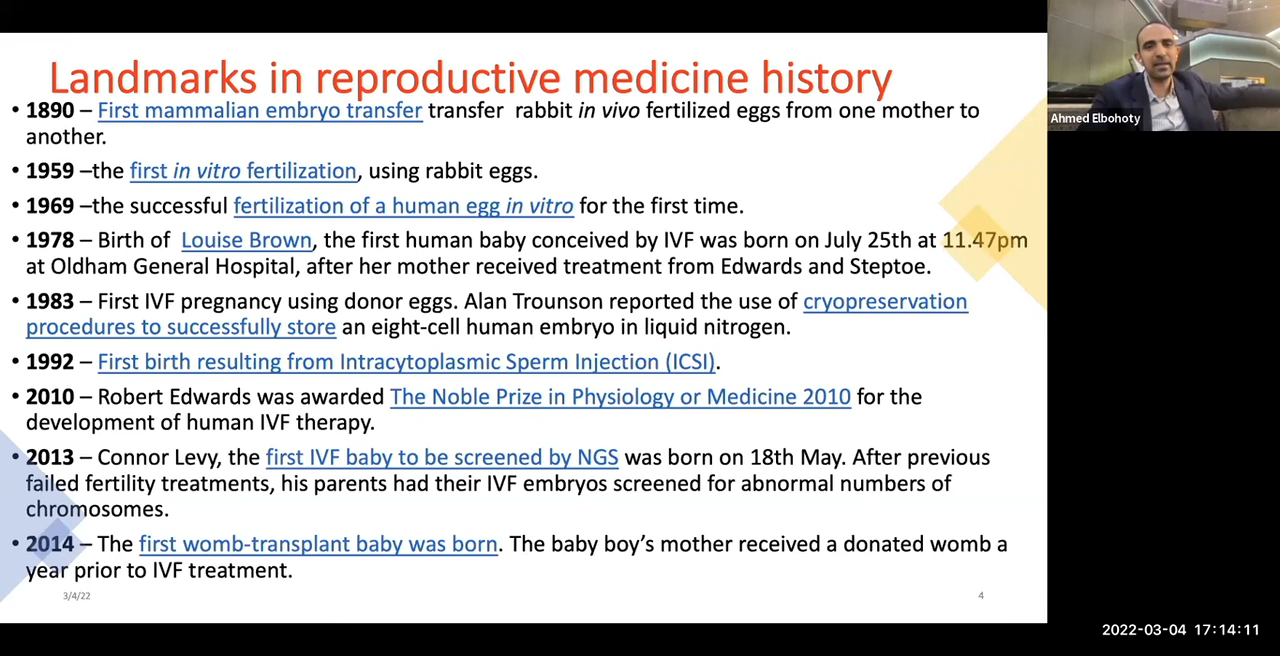 Landmarks in reproductive medicine history
• 1890 – First mammalian embryo transfer transfer rabbit in vivo fertilized eggs from one mother to
another.
• 1959 –the first in vitro fertilization, using rabbit eggs.
• 1969 –the successful fertilization of a human egg in vitro for the first time.
• 1978 – Birth of Louise Brown, the first human baby conceived by IVF was born on July 25th at 11.47pm
at Oldham General Hospital, after her mother received treatment from Edwards and Steptoe.
• 1983 – First IVF pregnancy using donor eggs. Alan Trounson reported the use of cryopreservation
procedures to successfully store an eight-cell human embryo in liquid nitrogen.
• 1992 – First birth resulting from Intracytoplasmic Sperm Injection (ICSI).
• 2010 – Robert Edwards was awarded The Noble Prize in Physiology or Medicine 2010 for the
development of human IVF therapy.
• 2013 – Connor Levy, the first IVF baby to be screened by NGS was born on 18th May. After previous
failed fertility treatments, his parents had their IVF embryos screened for abnormal numbers of
chromosomes.
• 2014 – The first womb-transplant baby was born. The baby boy’s mother received a donated womb a
year prior to IVF treatment.
3/4/22
4
Ahmed Elbohoty
2022-03-04 17:14:11